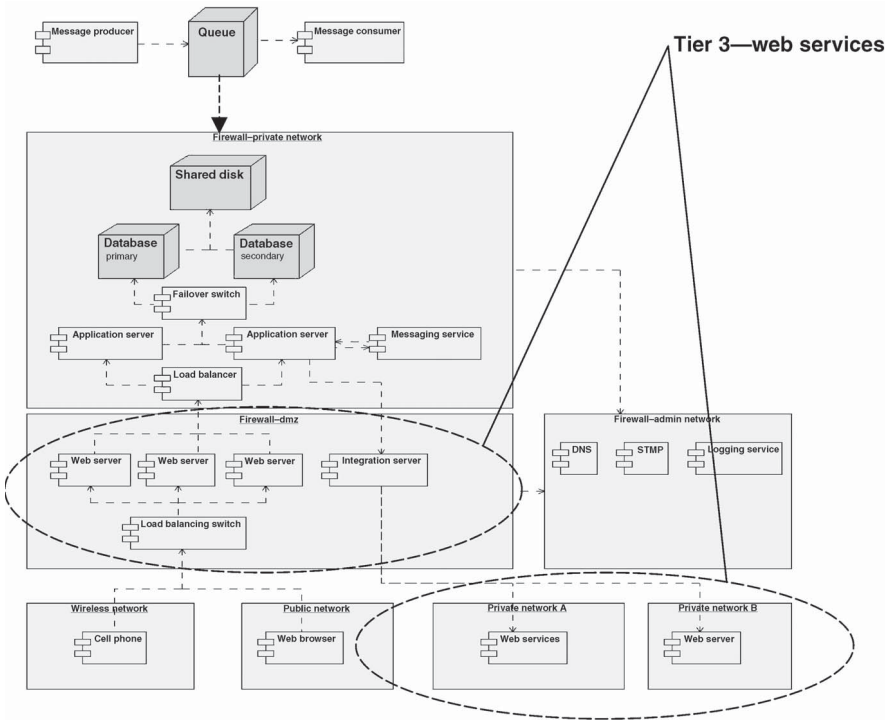 Message producer
Queue
Message consumer
Tier 3—web services
Firewall–private network
Shared disk
Database
primary
Database
secondary
Failover switch
Application server
Application server
Messaging service
Load balancer
Firewall–dmz
Firewall–admin network
Web server
Web server
Web server
Integration server
DNS
STMP
Logging service
Load balancing switch
Wireless network
Public network
Private network A
Private network B
Cell phone
Web browser
Web services
Web server